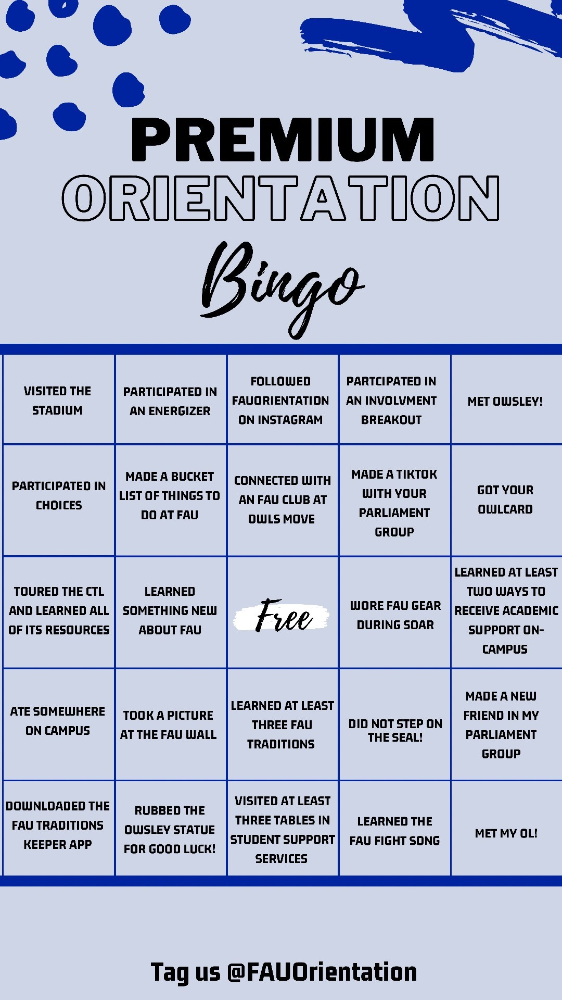 PREMIUM
ORIENTATION
Bingo
VISITED THE
STADIUM
PARTICIPATED IN
AN ENERGIZER
FOLLOWED
FAUORIENTATION
ON INSTAGRAM
PARTCIPATED IN
AN INVOLVMENT
BREAKOUT
MET OWSLEY!
PARTICIPATED IN
CHOICES
MADE A BUCKET
LIST OF THINGS TO
DO AT FAU
CONNECTED WITH
AN FAU CLUB AT
OWLS MOVE
MADE A TIKTOK
WITH YOUR
PARLIAMENT
GROUP
GOT YOUR
OWLCARD
TOURED THE CTL
AND LEARNED ALL
OF ITS RESOURCES
LEARNED
SOMETHING NEW
ABOUT FAU
Free
WORE FAU GEAR
DURING SOAR
LEARNED AT LEAST
TWO WAYS TO
RECEIVE ACADEMIC
SUPPORT ON-
CAMPUS
ATE SOMEWHERE
ON CAMPUS
TOOK A PICTURE
AT THE FAU WALL
LEARNED AT LEAST
THREE FAU
TRADITIONS
DID NOT STEP ON
THE SEAL!
MADE A NEW
FRIEND IN MY
PARLIAMENT
GROUP
DOWNLOADED THE
FAU TRADITIONS
KEEPER APP
RUBBED THE
OWSLEY STATUE
FOR GOOD LUCK!
VISITED AT LEAST
THREE TABLES IN
STUDENT SUPPORT
SERVICES
LEARNED THE
FAU FIGHT SONG
MET MY OL!
Tag us @FAUOrientation